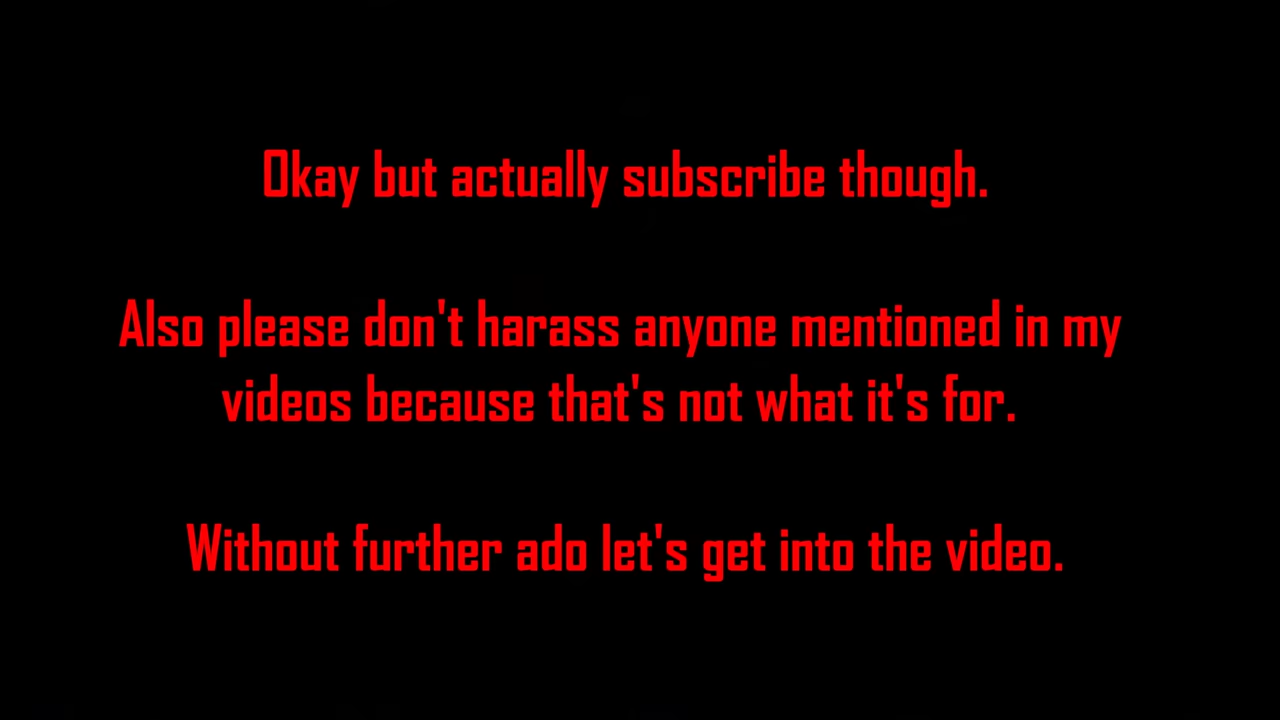 Okay but actually subscribe though.
Also please don't harass anyone mentioned in my
videos because that's not what it's for.
Without further ado let's get into the video.